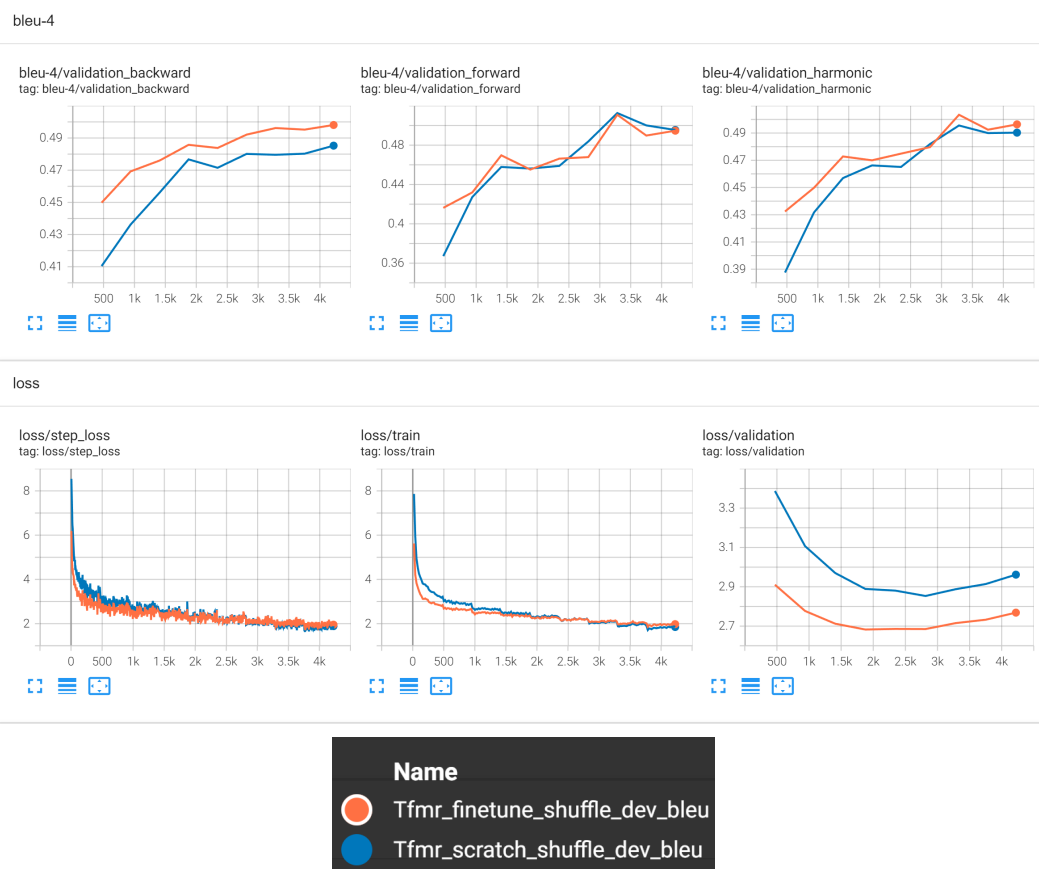 bleu-4
bleu-4/validation_backward
tag: bleu-4/validation_backward
0.49
0.47
0.45
0.43
0.41
500 1k 1.5k 2k 2.5k 3k 3.5k 4k
bleu-4/validation_forward
tag: bleu-4/validation_forward
0.48
0.44
0.4
0.36
500 1k 1.5k 2k 2.5k 3k 3.5k 4k
bleu-4/validation_harmonic
tag: bleu-4/validation_harmonic
0.49
0.47
0.45
0.43
0.41
0.39
500 1k 1.5k 2k 2.5k 3k 3.5k 4k
loss
loss/step_loss
tag: loss/step_loss
8
6
4
2
0 500 1k 1.5k 2k 2.5k 3k 3.5k 4k
loss/train
tag: loss/train
8
6
4
2
0 500 1k 1.5k 2k 2.5k 3k 3.5k 4k
loss/validation
tag: loss/validation
3.3
3.1
2.9
2.7
500 1k 1.5k 2k 2.5k 3k 3.5k 4k
Name
Tfmr_finetune_shuffle_dev_bleu
Tfmr_scratch_shuffle_dev_bleu